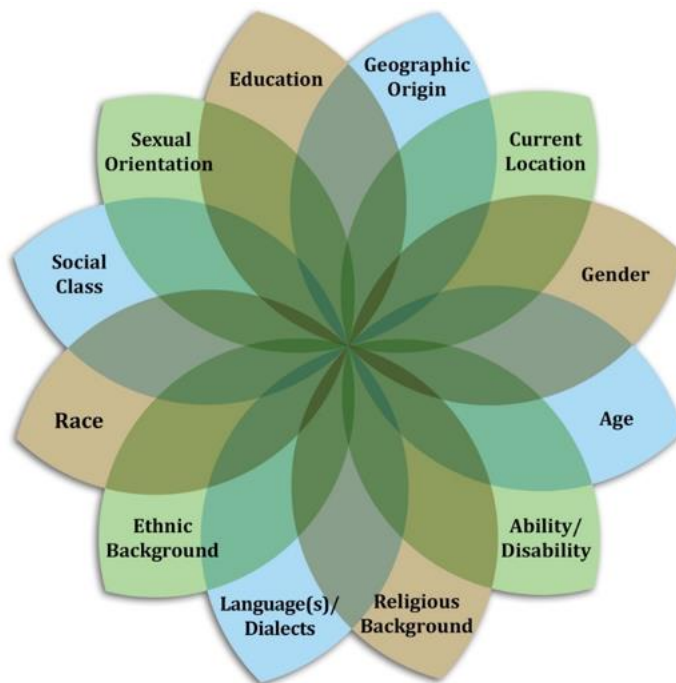 Education
Geographic
Origin
Sexual
Orientation
Current
Location
Social
Class
Gender
Race
Age
Ethnic
Background
Ability/
Disability
Language(s)/
Dialects
Religious
Background